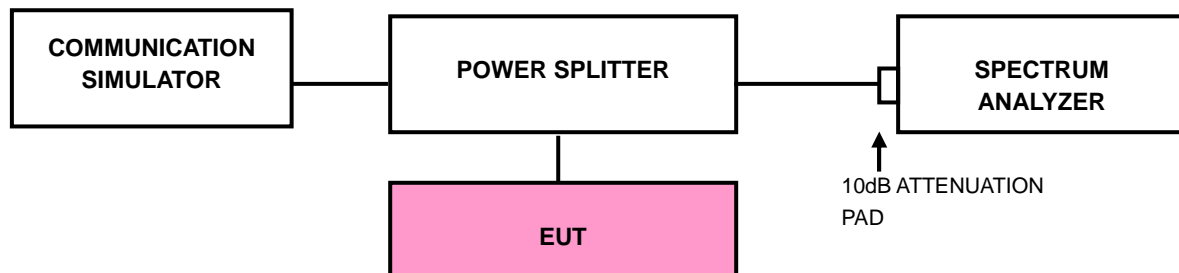 COMMUNICATION
SIMULATOR
POWER SPLITTER
SPECTRUM
ANALYZER
10dB ATTENUATION
PAD
EUT